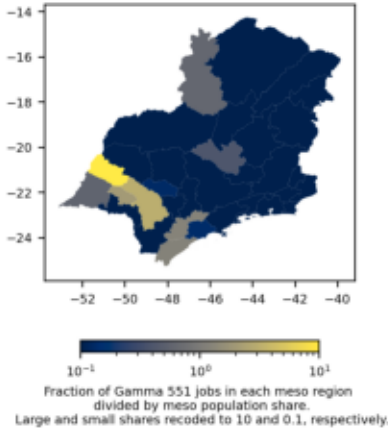 −14
−16
−18
−20
−22
−24
−52 −50 −48 −46 −44 −42 −40
10⁻¹ 10⁰ 10¹
Fraction of Gamma 551 jobs in each meso region
divided by meso population share.
Large and small shares recoded to 10 and 0.1, respectively.